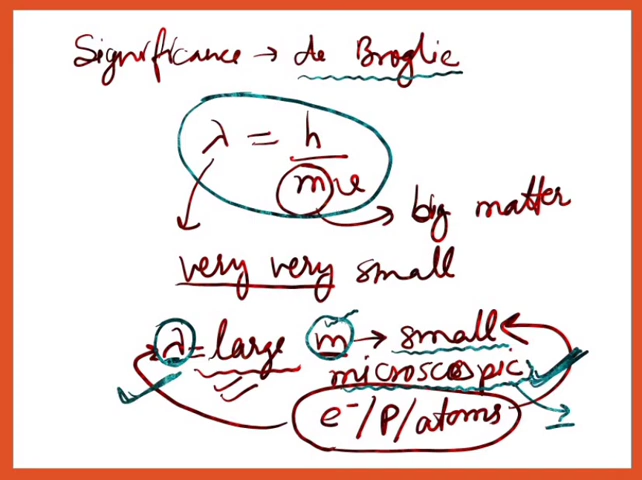 Significance → de Broglie
λ = h
mv
big matter
very very small
λ = large m → small
microscopic
e⁻/P/atoms